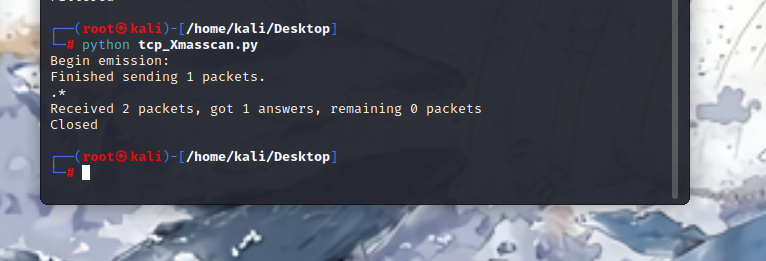 ┌──(root㉿kali)-[/home/kali/Desktop]
└─# python tcp_Xmasscan.py
Begin emission:
Finished sending 1 packets.
.*
Received 2 packets, got 1 answers, remaining 0 packets
Closed
┌──(root㉿kali)-[/home/kali/Desktop]
└─#